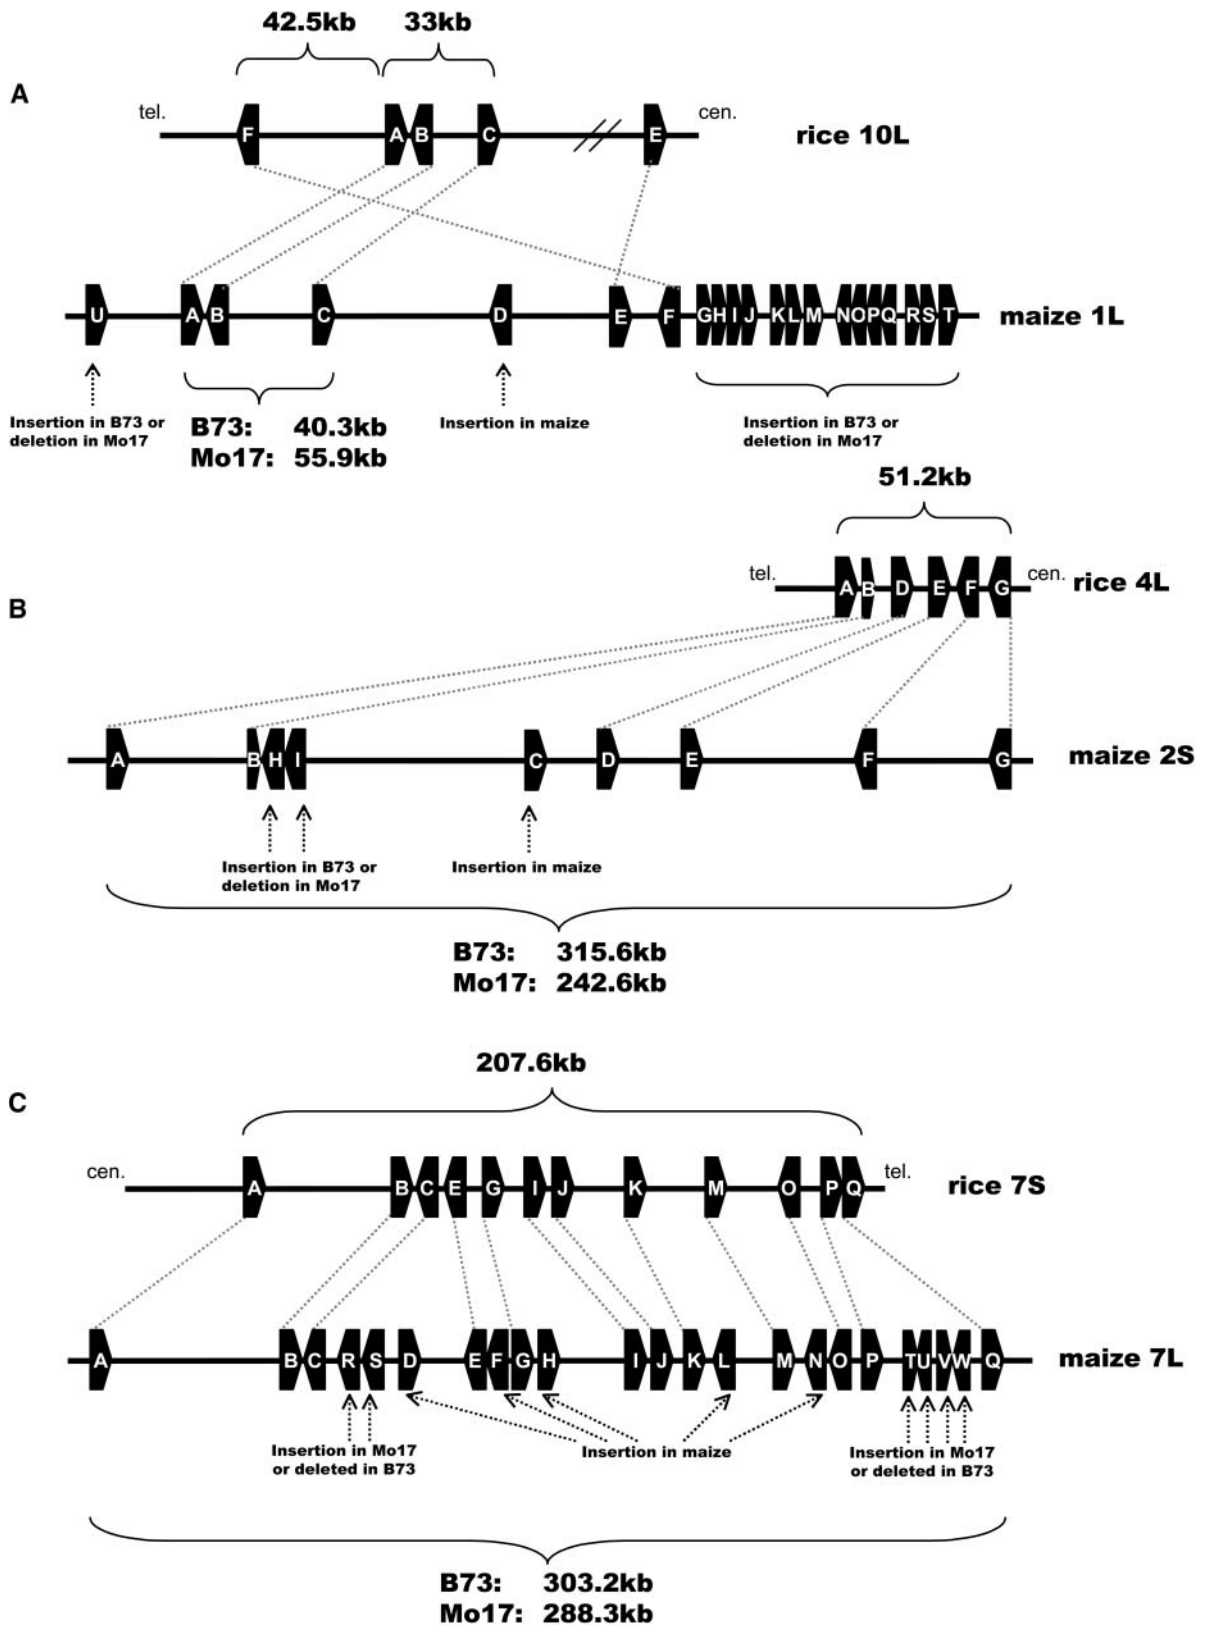 42.5kb 33kb
A
tel. cen.
F A B C E
rice 10L
U A B C D E F G H I J K L M N O P Q R S T
maize 1L
Insertion in B73 or
deletion in Mo17
B73: 40.3kb
Mo17: 55.9kb
Insertion in maize
Insertion in B73 or
deletion in Mo17
51.2kb
B
tel. cen.
A B D E F G
rice 4L
A B H I C D E F G
maize 2S
Insertion in B73 or
deletion in Mo17
Insertion in maize
B73: 315.6kb
Mo17: 242.6kb
207.6kb
C
cen. tel.
A B C E G I J K M O P Q
rice 7S
A B C R S D E F G H I J K L M N O P T U V W Q
maize 7L
Insertion in Mo17
or deleted in B73
Insertion in maize
Insertion in Mo17
or deleted in B73
B73: 303.2kb
Mo17: 288.3kb